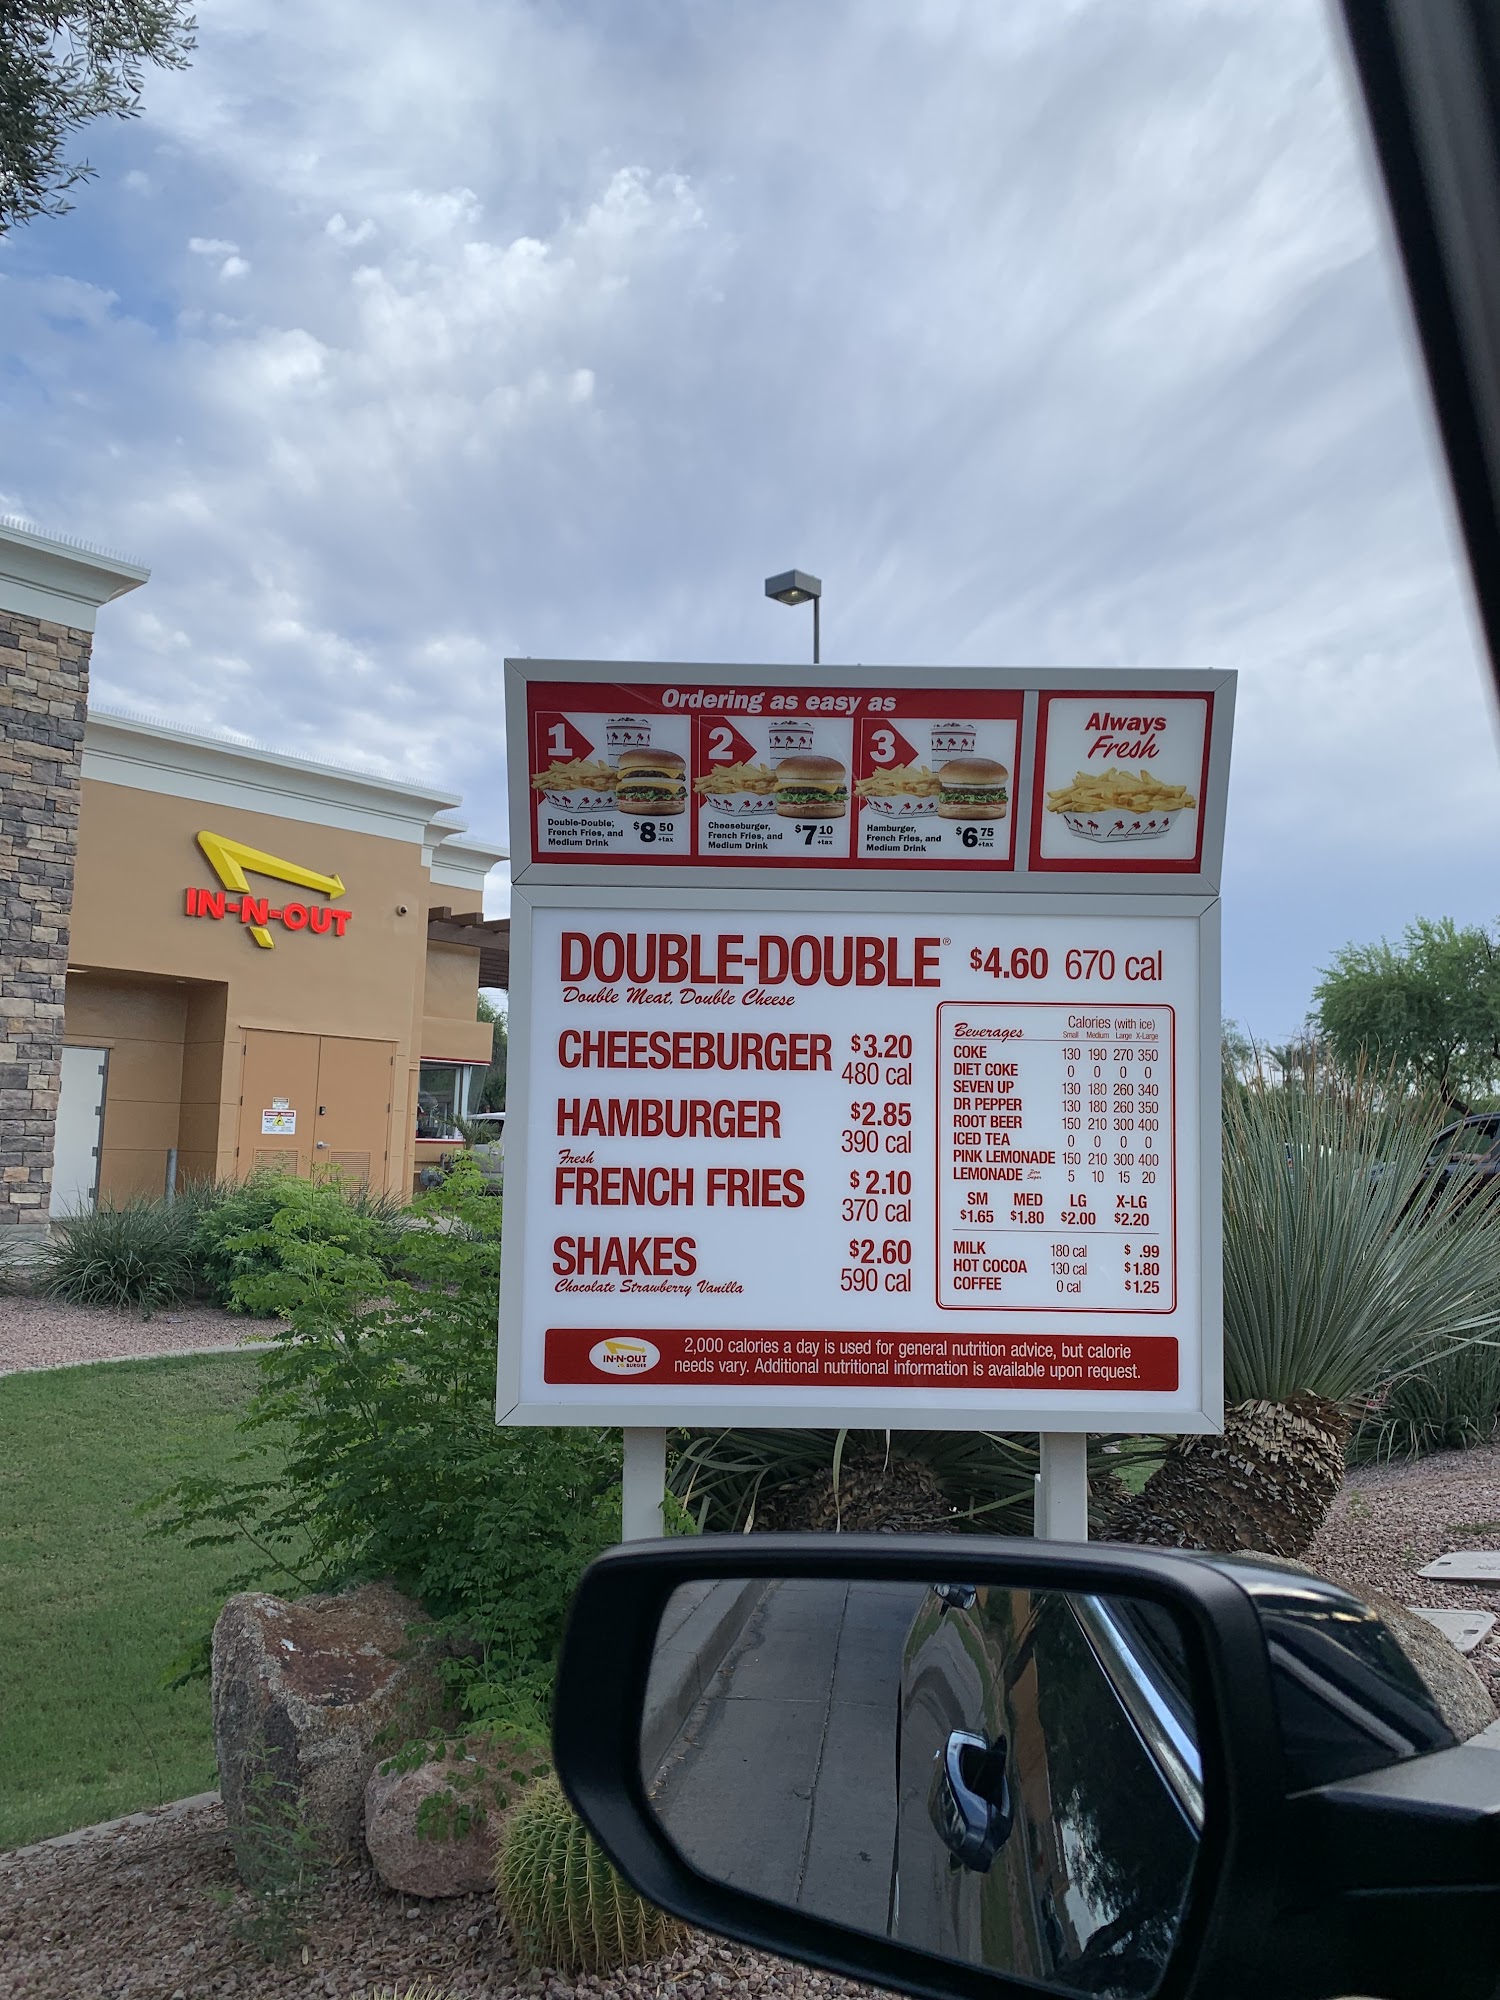 Ordering as easy as
1
Double-Double,
French Fries, and
Medium Drink
$8 50
+tax
2
Cheeseburger,
French Fries, and
Medium Drink
$7 10
+tax
3
Hamburger,
French Fries, and
Medium Drink
$6 75
+tax
Always
Fresh
IN-N-OUT
DOUBLE-DOUBLE® $4.60 670 cal
Double Meat, Double Cheese
CHEESEBURGER $3.20
480 cal
HAMBURGER $2.85
390 cal
Fresh
FRENCH FRIES $2.10
370 cal
SHAKES $2.60
Chocolate Strawberry Vanilla 590 cal
Beverages Calories (with ice)
Small Medium Large X-Large
COKE 130 190 270 350
DIET COKE 0 0 0 0
SEVEN UP 130 180 260 340
DR PEPPER 130 180 260 350
ROOT BEER 150 210 300 400
ICED TEA 0 0 0 0
PINK LEMONADE 150 210 300 400
LEMONADE Zero Sugar 5 10 15 20
SM MED LG X-LG
$1.65 $1.80 $2.00 $2.20
MILK 180 cal $ .99
HOT COCOA 130 cal $1.80
COFFEE 0 cal $1.25
IN-N-OUT
BURGER
2,000 calories a day is used for general nutrition advice, but calorie
needs vary. Additional nutritional information is available upon request.